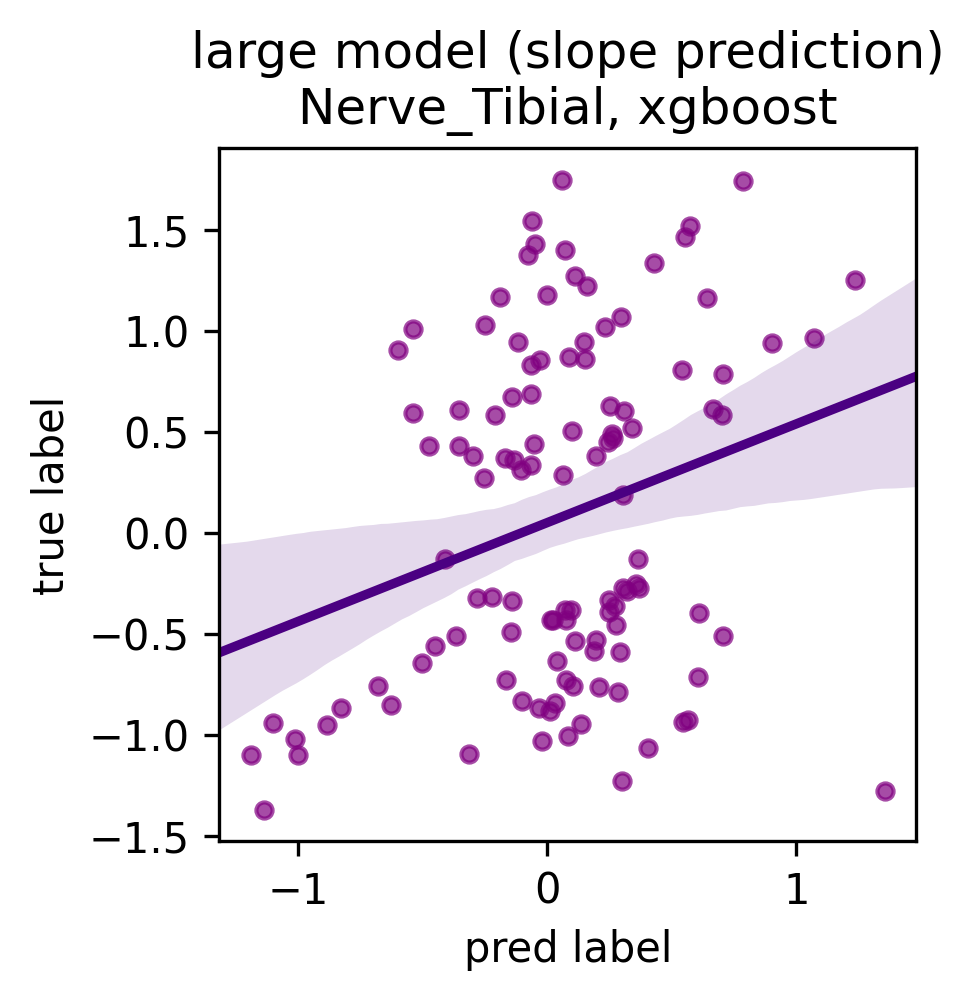 large model (slope prediction)
Nerve_Tibial, xgboost
1.5
1.0
0.5
0.0
−0.5
−1.0
−1.5
true label
−1
0
1
pred label